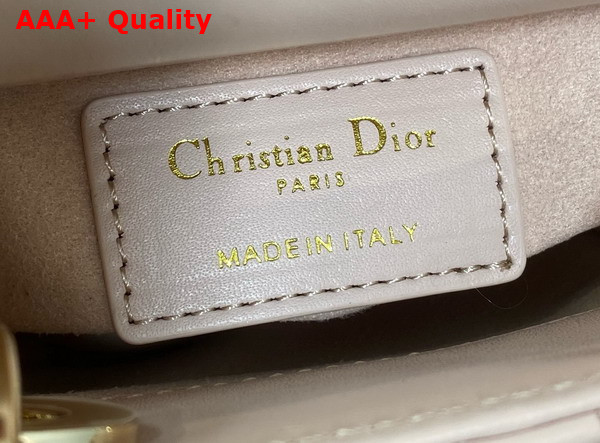 AAA+ Quality
Christian Dior
PARIS
MADE IN ITALY